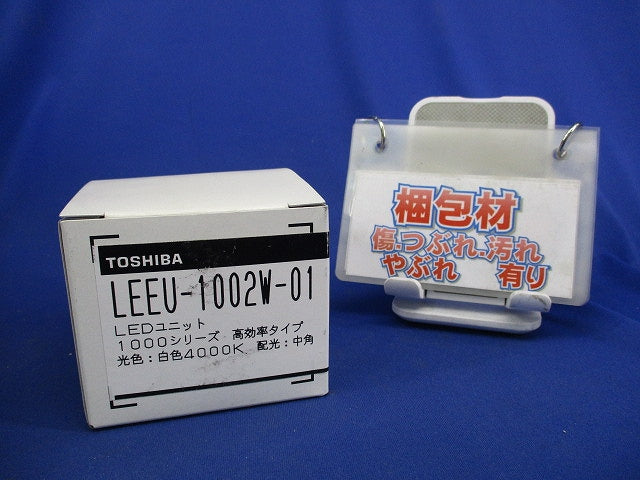 TOSHIBA
LEEU-1002W-01
LEDユニット
1000シリーズ 高効率タイプ
光色：白色4000K 配光：中角
梱包材
傷.つぶれ.汚れ
やぶれ 有り